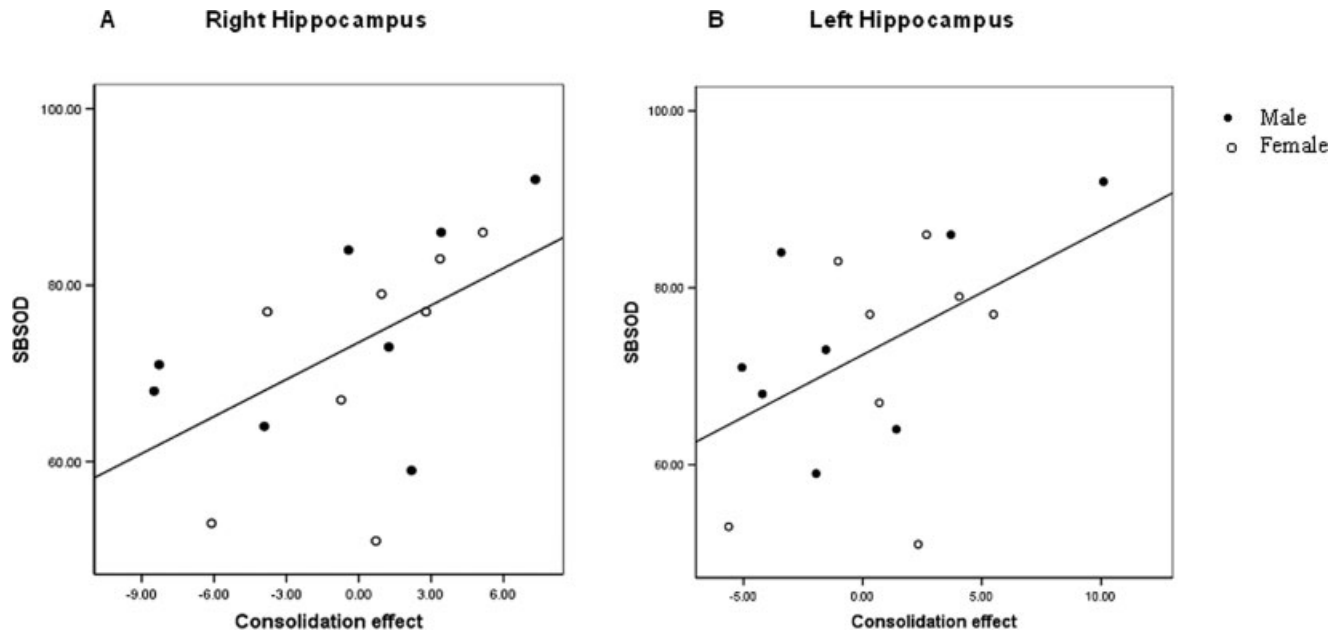 A Right Hippocampus
100.00
80.00
60.00
SBSOD
-9.00 -6.00 -3.00 0.00 3.00 6.00
Consolidation effect
B Left Hippocampus
100.00
80.00
60.00
SBSOD
-5.00 0.00 5.00 10.00
Consolidation effect
Male
Female